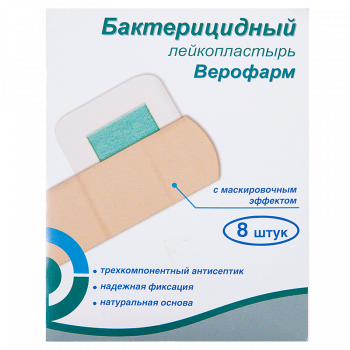 Бактерицидный
лейкопластырь
Верофарм
с маскировочным
эффектом
8 штук
• трехкомпонентный антисептик
• надежная фиксация
• натуральная основа